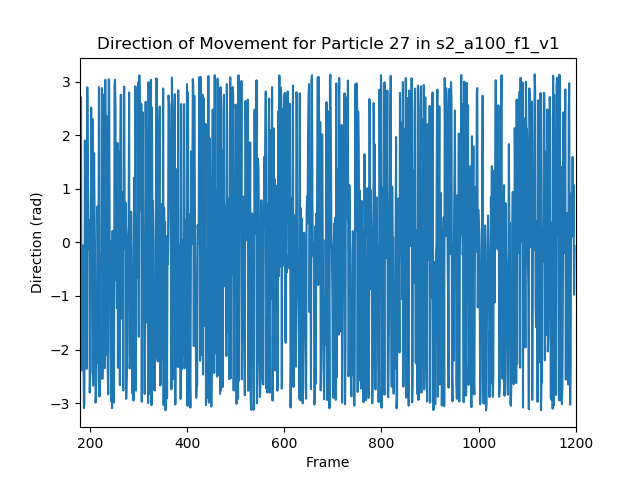 Direction of Movement for Particle 27 in s2_a100_f1_v1
3
2
1
0
−1
−2
−3
Direction (rad)
200 400 600 800 1000 1200
Frame